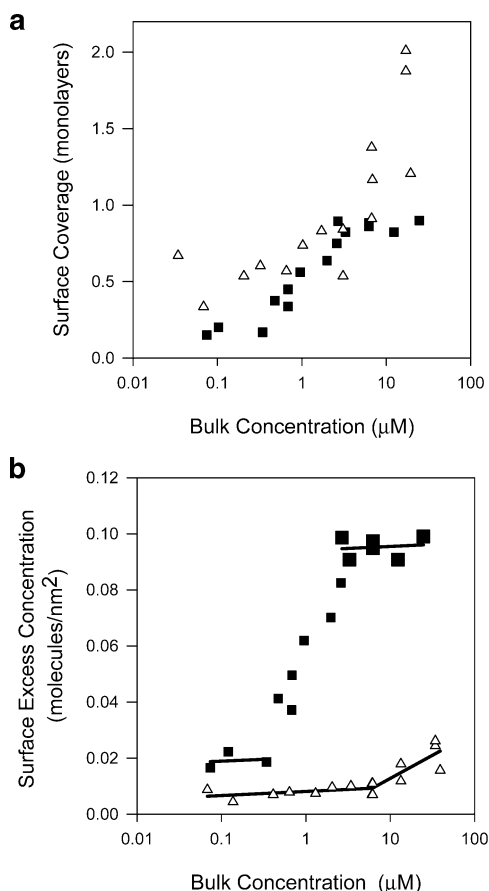 a
2.0
1.5
1.0
0.5
0.0
Surface Coverage (monolayers)
0.01 0.1 1 10 100
Bulk Concentration (μM)
b
0.12
0.10
0.08
0.06
0.04
0.02
0.00
Surface Excess Concentration
(molecules/nm²)
0.01 0.1 1 10 100
Bulk Concentration (μM)